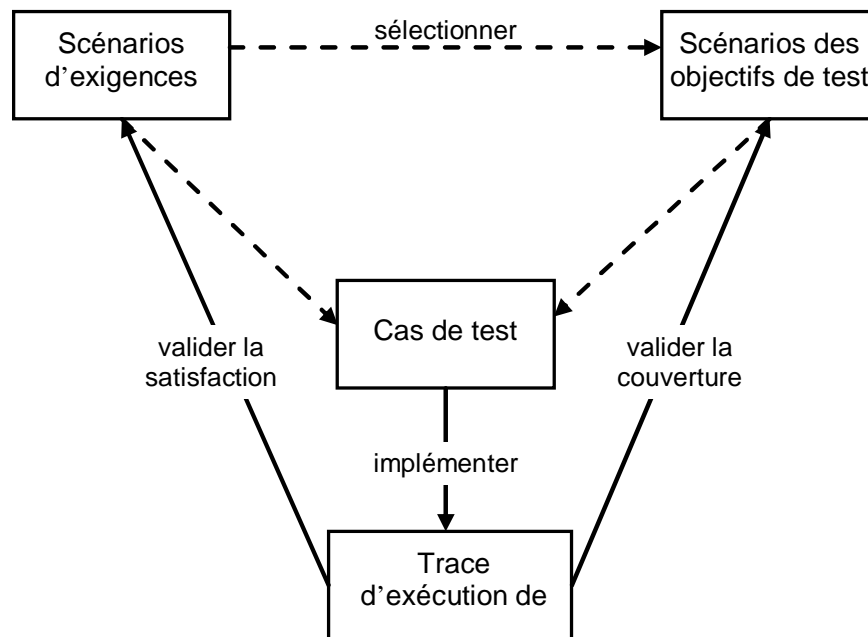 Scénarios
d'exigences
sélectionner
Scénarios des
objectifs de test
Cas de test
valider la
satisfaction
valider la
couverture
implémenter
Trace
d'exécution de